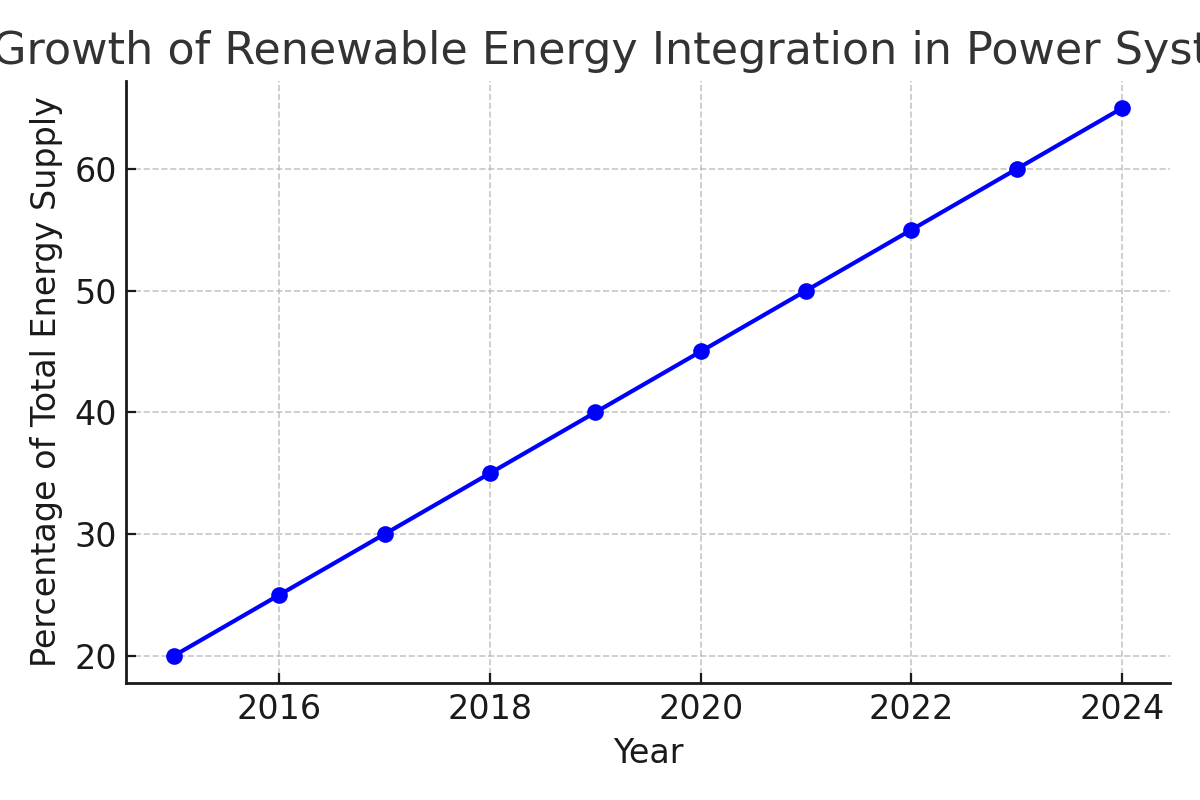 Growth of Renewable Energy Integration in Power Syst
Percentage of Total Energy Supply
60
50
40
30
20
2016 2018 2020 2022 2024
Year